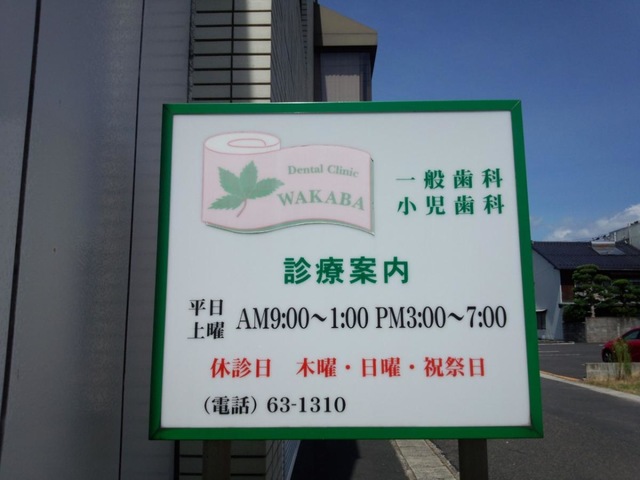 Dental Clinic
WAKABA
一般歯科
小児歯科
診療案内
平日
土曜
AM9:00～1:00 PM3:00～7:00
休診日 木曜・日曜・祝祭日
（電話）63-1310